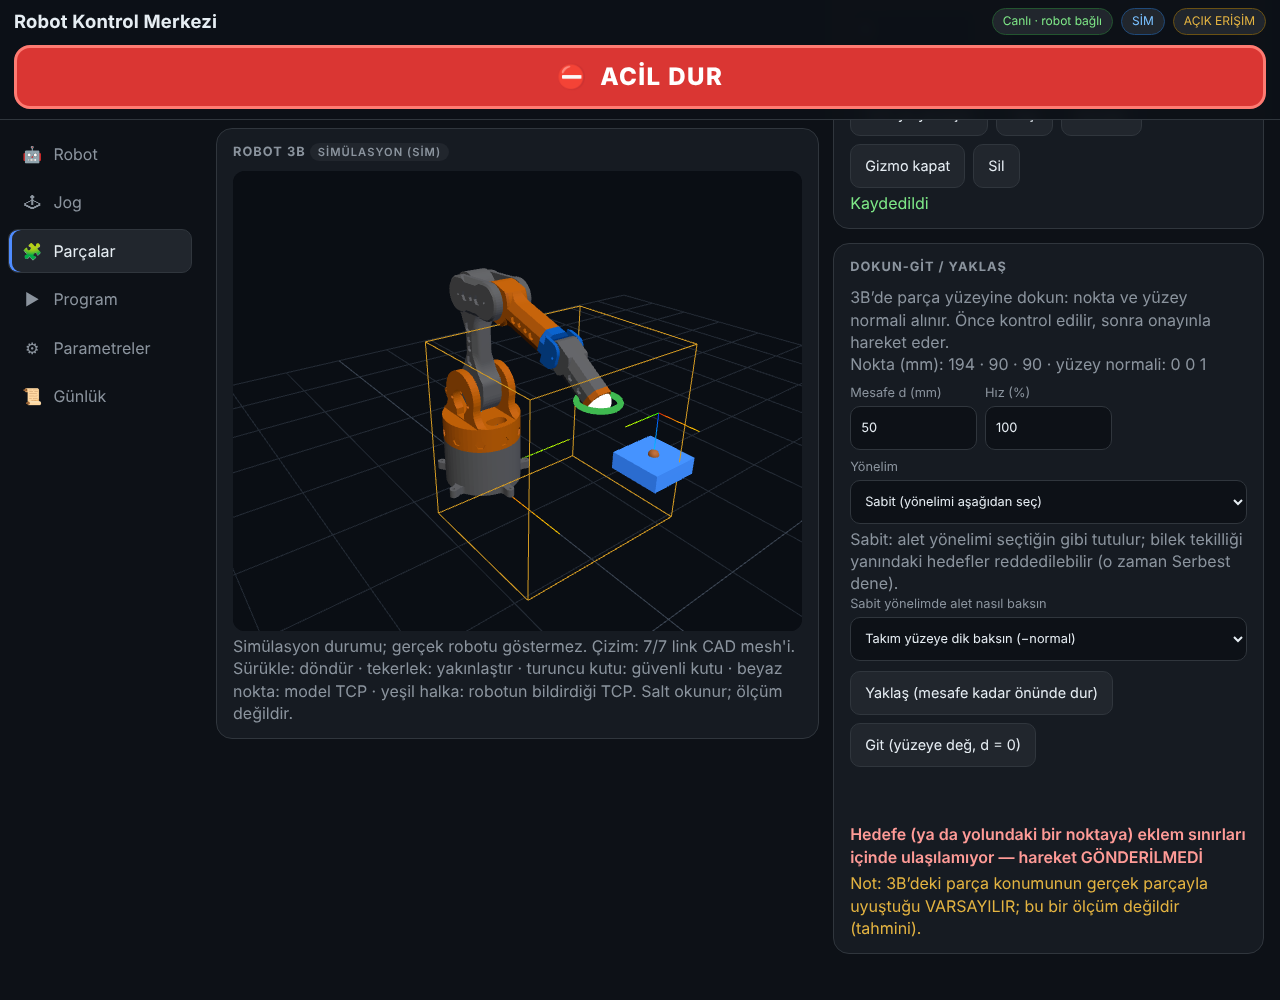 Robot Kontrol Merkezi
Canlı · robot bağlı
SİM
AÇIK ERİŞİM
ACİL DUR
Robot
Jog
Parçalar
Program
Parametreler
Günlük
ROBOT 3B
SİMÜLASYON (SİM)
Simülasyon durumu; gerçek robotu göstermez. Çizim: 7/7 link CAD mesh'i.
Sürükle: döndür · tekerlek: yakınlaştır · turuncu kutu: güvenli kutu · beyaz
nokta: model TCP · yeşil halka: robotun bildirdiği TCP. Salt okunur; ölçüm
değildir.
Gizmo kapat
Sil
Kaydedildi
DOKUN-GİT / YAKLAŞ
3B’de parça yüzeyine dokun: nokta ve yüzey
normali alınır. Önce kontrol edilir, sonra onayınla
hareket eder.
Nokta (mm): 194 · 90 · 90 · yüzey normali: 0 0 1
Mesafe d (mm)
Hız (%)
50
100
Yönelim
Sabit (yönelimi aşağıdan seç)
Sabit: alet yönelimi seçtiğin gibi tutulur; bilek tekilliği
yanındaki hedefler reddedilebilir (o zaman Serbest
dene).
Sabit yönelimde alet nasıl baksın
Takım yüzeye dik baksın (−normal)
Yaklaş (mesafe kadar önünde dur)
Git (yüzeye değ, d = 0)
Hedefe (ya da yolundaki bir noktaya) eklem sınırları
içinde ulaşılamıyor — hareket GÖNDERİLMEDİ
Not: 3B’deki parça konumunun gerçek parçayla
uyuştuğu VARSAYILIR; bu bir ölçüm değildir
(tahmini).